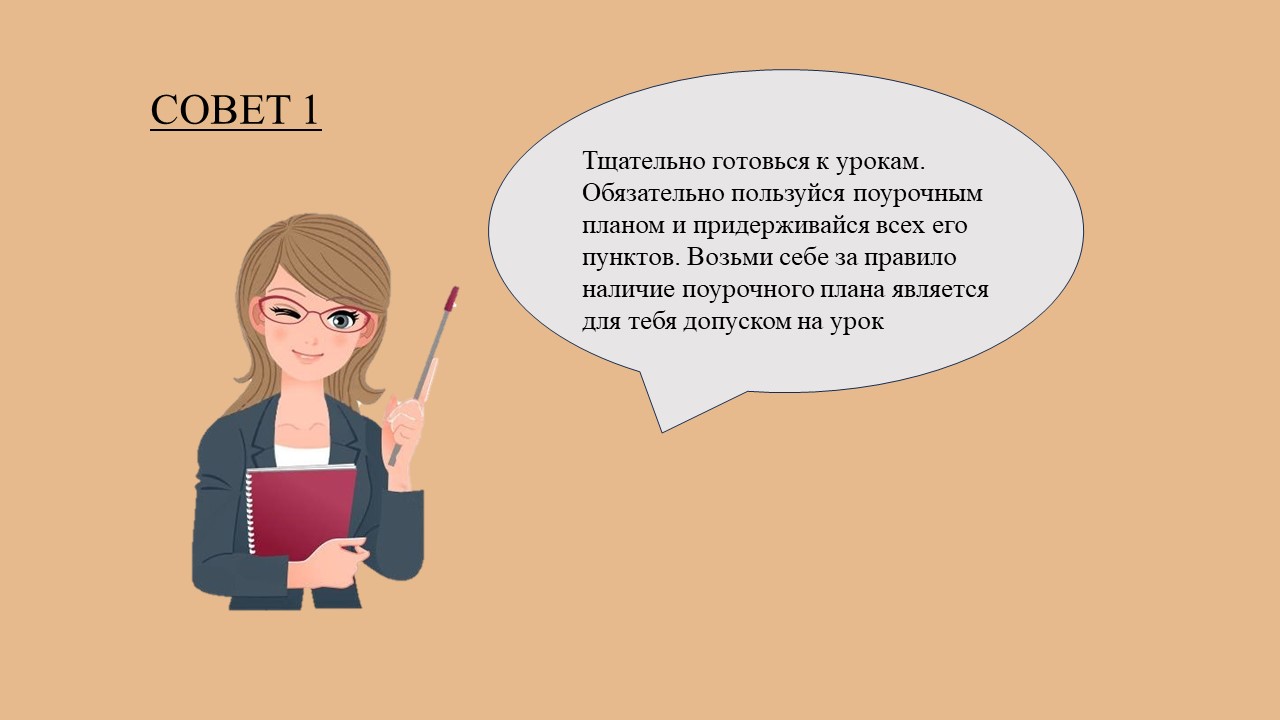 СОВЕТ 1
Тщательно готовься к урокам.
Обязательно пользуйся поурочным
планом и придерживайся всех его
пунктов. Возьми себе за правило
наличие поурочного плана является
для тебя допуском на урок